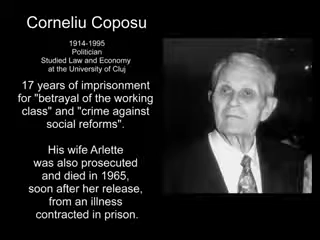 Corneliu Coposu
1914-1995
Politician
Studied Law and Economy
at the University of Cluj
17 years of imprisonment
for "betrayal of the working
class" and "crime against
social reforms".
His wife Arlette
was also prosecuted
and died in 1965,
soon after her release,
from an illness
contracted in prison.